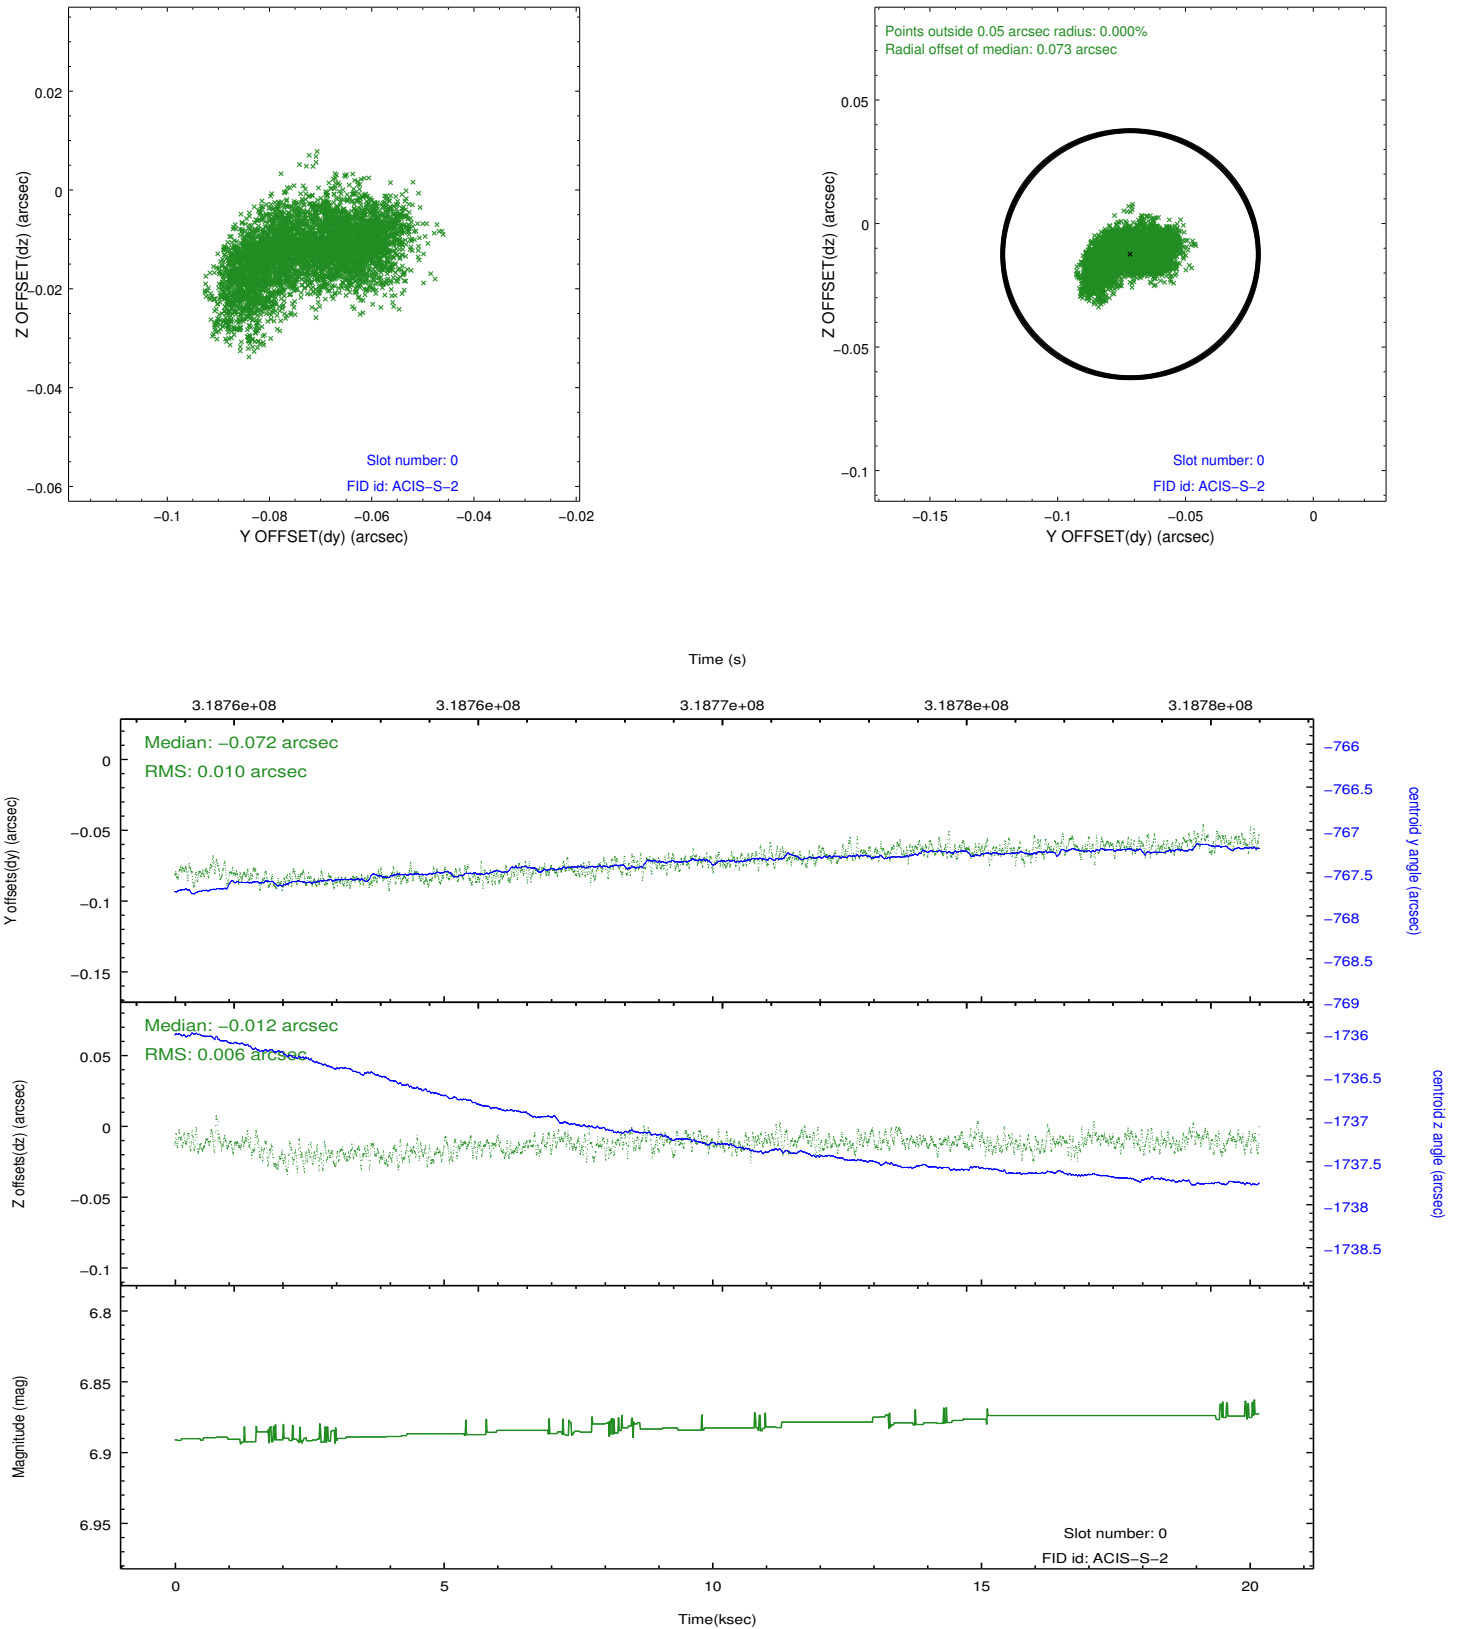 0.02
0
−0.02
−0.04
−0.06
Z OFFSET(dz) (arcsec)
Slot number: 0
FID id: ACIS−S−2
−0.1
−0.08
−0.06
−0.04
−0.02
Y OFFSET(dy) (arcsec)
Points outside 0.05 arcsec radius: 0.000%
Radial offset of median: 0.073 arcsec
0.05
0
−0.05
−0.1
Z OFFSET(dz) (arcsec)
Slot number: 0
FID id: ACIS−S−2
−0.15
−0.1
−0.05
0
Y OFFSET(dy) (arcsec)
Time (s)
3.1876e+08
3.1876e+08
3.1877e+08
3.1878e+08
3.1878e+08
Median: −0.072 arcsec
RMS: 0.010 arcsec
0
−0.05
−0.1
−0.15
Y offsets(dy) (arcsec)
−766
−766.5
−767
−767.5
−768
−768.5
−769
centroid y angle (arcsec)
Median: −0.012 arcsec
RMS: 0.006 arcsec
0.05
0
−0.05
−0.1
Z offsets(dz) (arcsec)
−1736
−1736.5
−1737
−1737.5
−1738
−1738.5
centroid z angle (arcsec)
6.8
6.85
6.9
6.95
Magnitude (mag)
Slot number: 0
FID id: ACIS−S−2
0
5
10
15
20
Time(ksec)